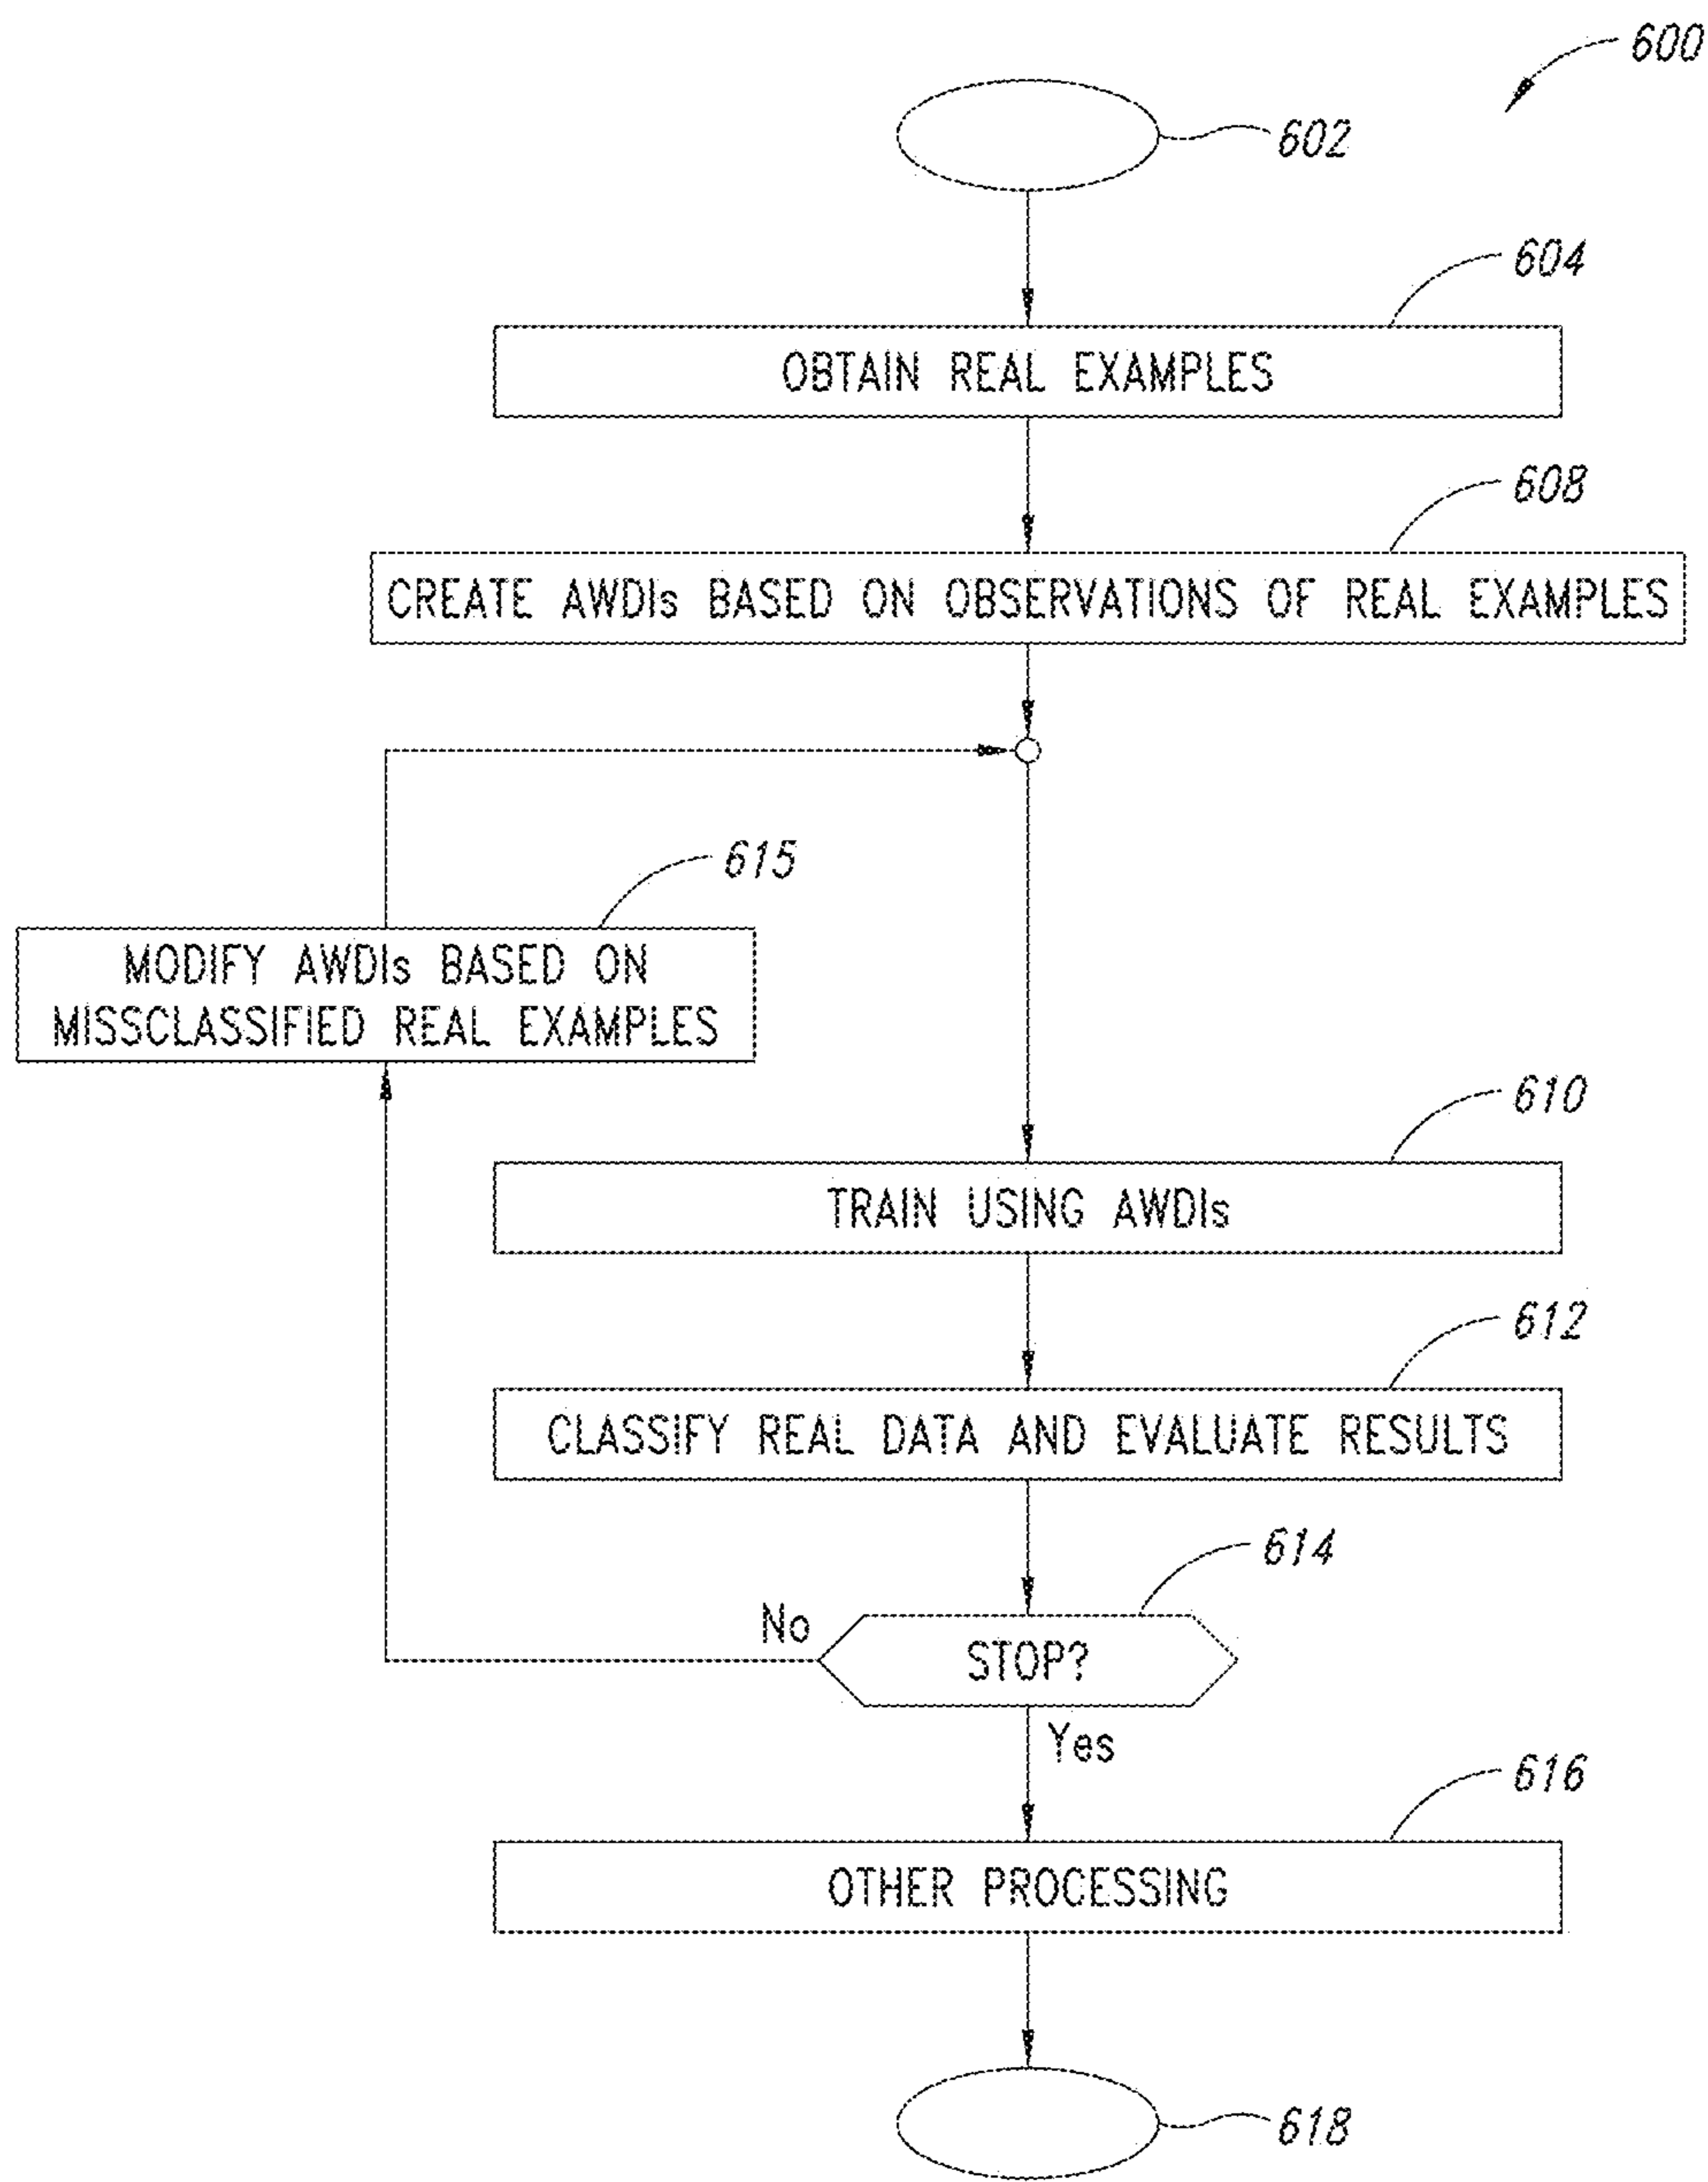 600
602
604
OBTAIN REAL EXAMPLES
608
CREATE AWDIs BASED ON OBSERVATIONS OF REAL EXAMPLES
615
MODIFY AWDIs BASED ON
MISSCLASSIFIED REAL EXAMPLES
610
TRAIN USING AWDIs
612
CLASSIFY REAL DATA AND EVALUATE RESULTS
614
No
STOP?
Yes
616
OTHER PROCESSING
618